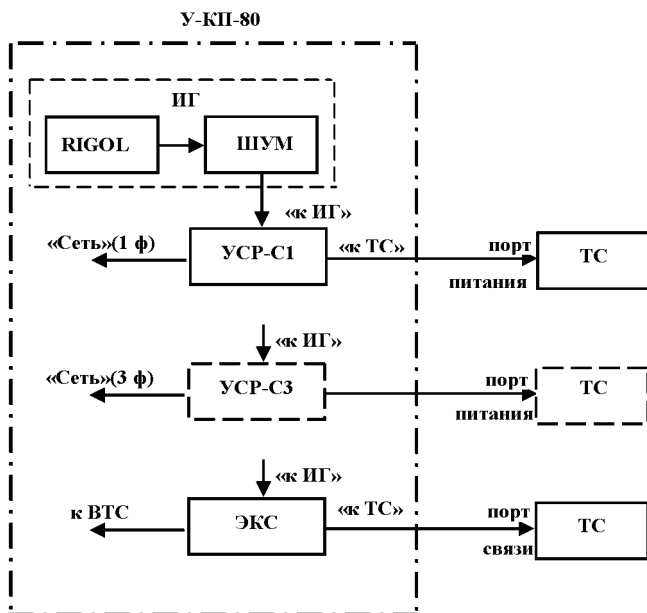 У-КП-80
ИГ
RIGOL
ШУМ
«к ИГ»
«Сеть»(1 ф)
УСР-С1
«к ТС»
порт
питания
ТС
«к ИГ»
«Сеть»(3 ф)
УСР-С3
порт
питания
ТС
«к ИГ»
к ВТС
ЭКС
«к ТС»
порт
связи
ТС